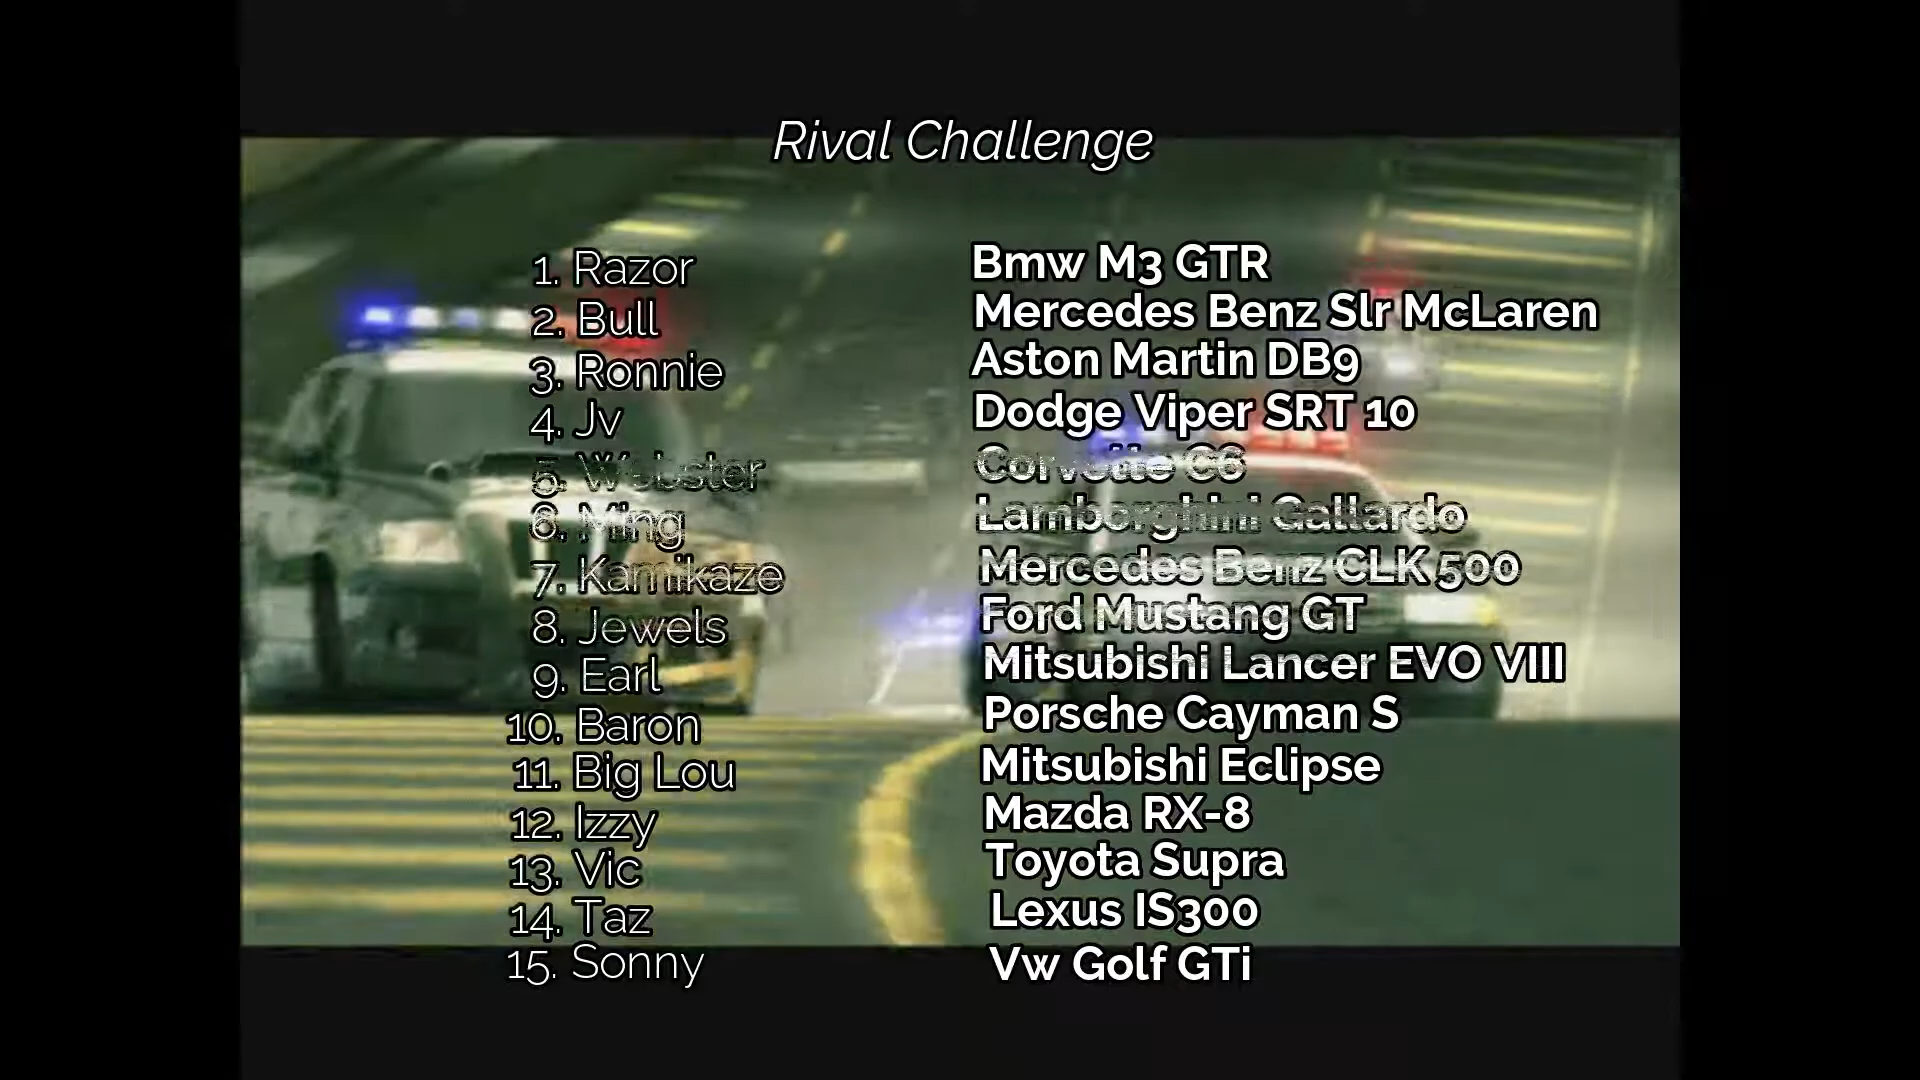 Rival Challenge
1. Razor Bmw M3 GTR
2. Bull Mercedes Benz Slr McLaren
3. Ronnie Aston Martin DB9
4. Jv Dodge Viper SRT 10
5. Webster Corvette C6
6. Ming Lamborghini Gallardo
7. Kamikaze Mercedes Benz CLK 500
8. Jewels Ford Mustang GT
9. Earl Mitsubishi Lancer EVO VIII
10. Baron Porsche Cayman S
11. Big Lou Mitsubishi Eclipse
12. Izzy Mazda RX-8
13. Vic Toyota Supra
14. Taz Lexus IS300
15. Sonny Vw Golf GTi